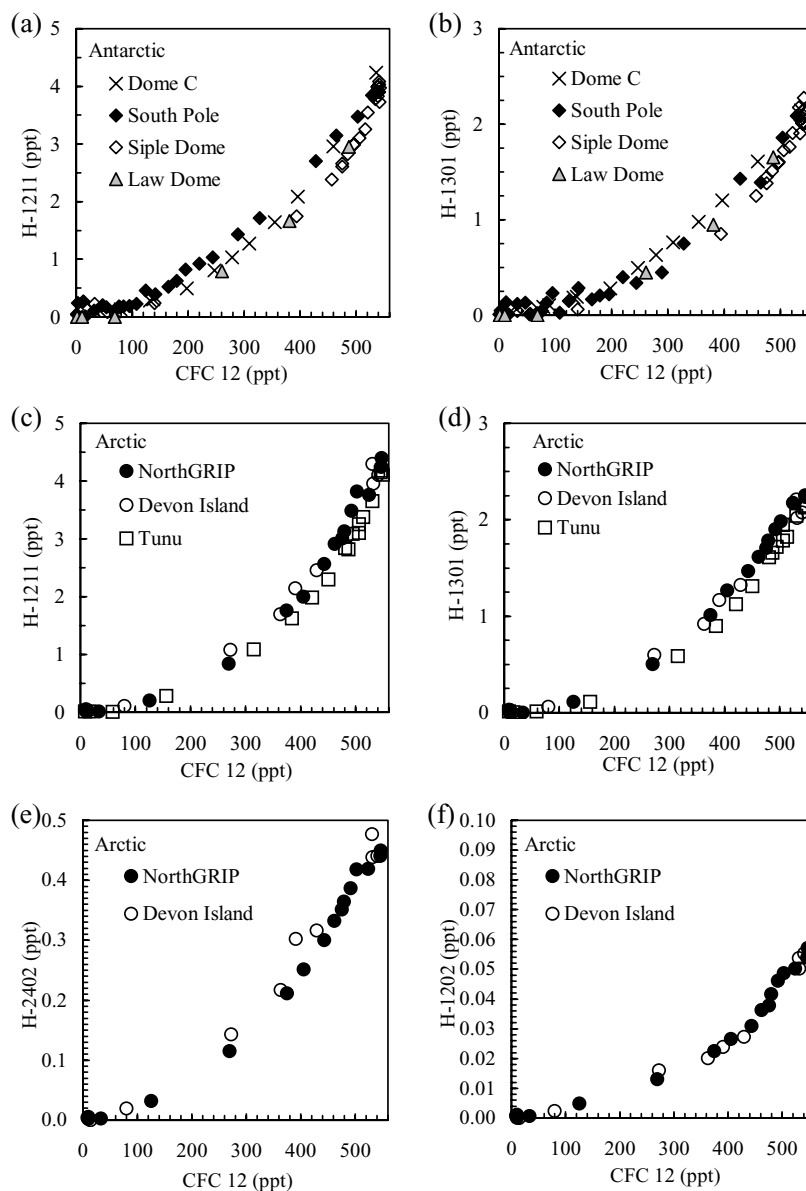 (a)
Antarctic
Dome C
South Pole
Siple Dome
Law Dome
H-1211 (ppt)
5
4
3
2
1
0
0 100 200 300 400 500
CFC 12 (ppt)
(b)
Antarctic
Dome C
South Pole
Siple Dome
Law Dome
H-1301 (ppt)
3
2
1
0
0 100 200 300 400 500
CFC 12 (ppt)
(c)
Arctic
NorthGRIP
Devon Island
Tunu
H-1211 (ppt)
5
4
3
2
1
0
0 100 200 300 400 500
CFC 12 (ppt)
(d)
Arctic
NorthGRIP
Devon Island
Tunu
H-1301 (ppt)
3
2
1
0
0 100 200 300 400 500
CFC 12 (ppt)
(e)
Arctic
NorthGRIP
Devon Island
H-2402 (ppt)
0.5
0.4
0.3
0.2
0.1
0.0
0 100 200 300 400 500
CFC 12 (ppt)
(f)
Arctic
NorthGRIP
Devon Island
H-1202 (ppt)
0.10
0.09
0.08
0.07
0.06
0.05
0.04
0.03
0.02
0.01
0.00
0 100 200 300 400 500
CFC 12 (ppt)